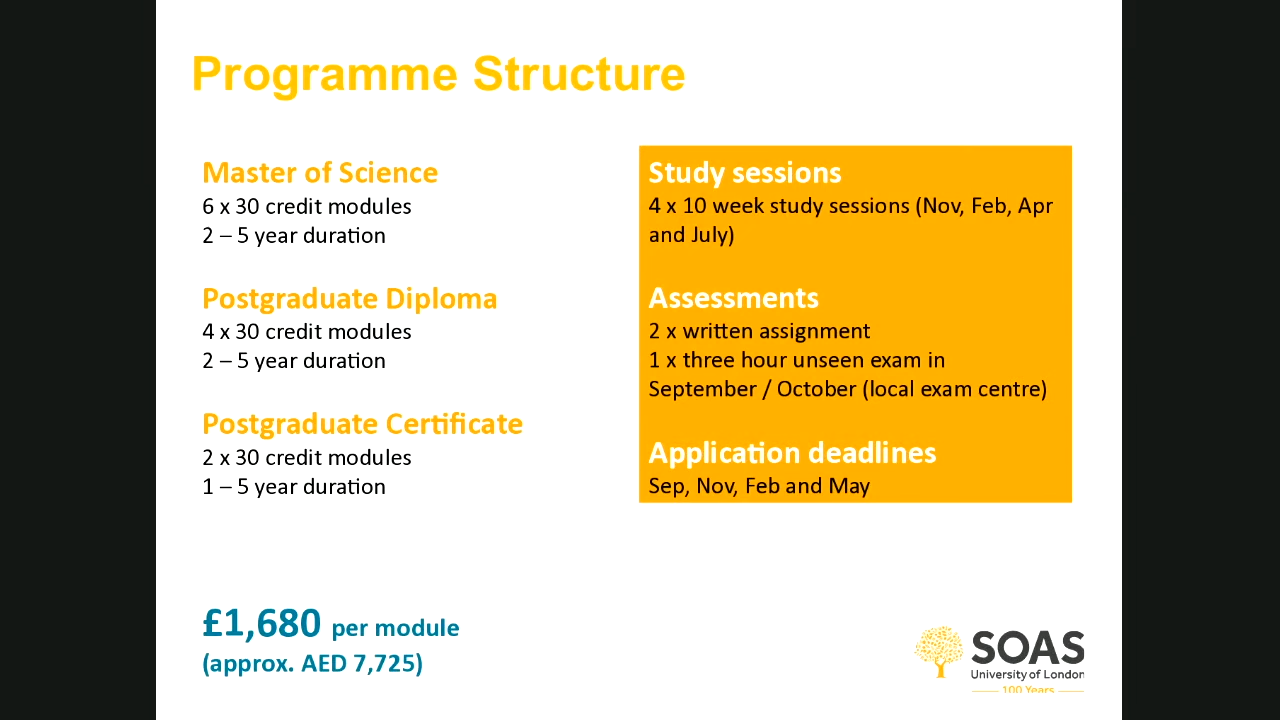 Programme Structure
Master of Science
6 x 30 credit modules
2 – 5 year duration
Postgraduate Diploma
4 x 30 credit modules
2 – 5 year duration
Postgraduate Certificate
2 x 30 credit modules
1 – 5 year duration
Study sessions
4 x 10 week study sessions (Nov, Feb, Apr
and July)
Assessments
2 x written assignment
1 x three hour unseen exam in
September / October (local exam centre)
Application deadlines
Sep, Nov, Feb and May
£1,680 per module
(approx. AED 7,725)
SOAS
University of London
100 Years